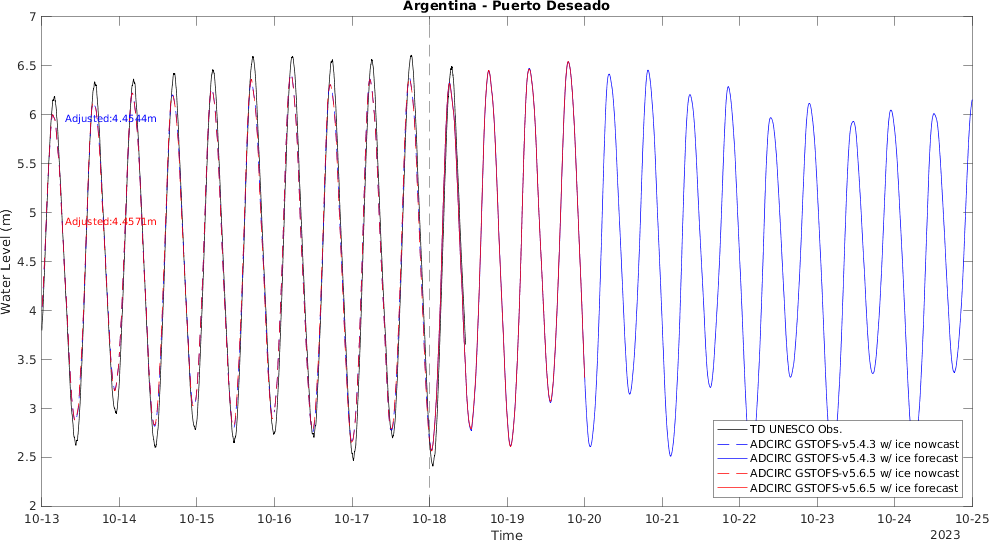 Argentina - Puerto Deseado
7
6.5
6
5.5
5
4.5
4
3.5
3
2.5
2
Water Level (m)
Adjusted:4.4544m
Adjusted:4.4571m
TD UNESCO Obs.
ADCIRC GSTOFS-v5.4.3 w/ ice nowcast
ADCIRC GSTOFS-v5.4.3 w/ ice forecast
ADCIRC GSTOFS-v5.6.5 w/ ice nowcast
ADCIRC GSTOFS-v5.6.5 w/ ice forecast
10-13 10-14 10-15 10-16 10-17 10-18 10-19 10-20 10-21 10-22 10-23 10-24 10-25
Time
2023